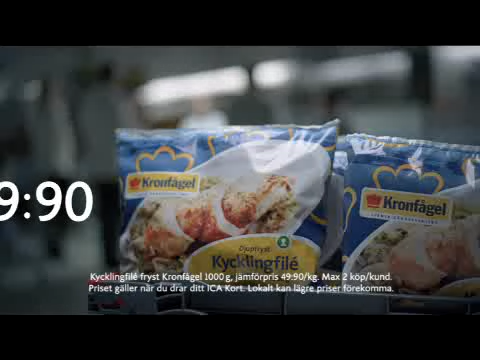 9:90
Kronfågel
Djupfryst
Kycklingfilé
Kronfågel
Kycklingfilé fryst Kronfågel 1000 g, jämförpris 49:90/kg. Max 2 köp/kund.
Priset gäller när du drar ditt ICA Kort. Lokalt kan lägre priser förekomma.